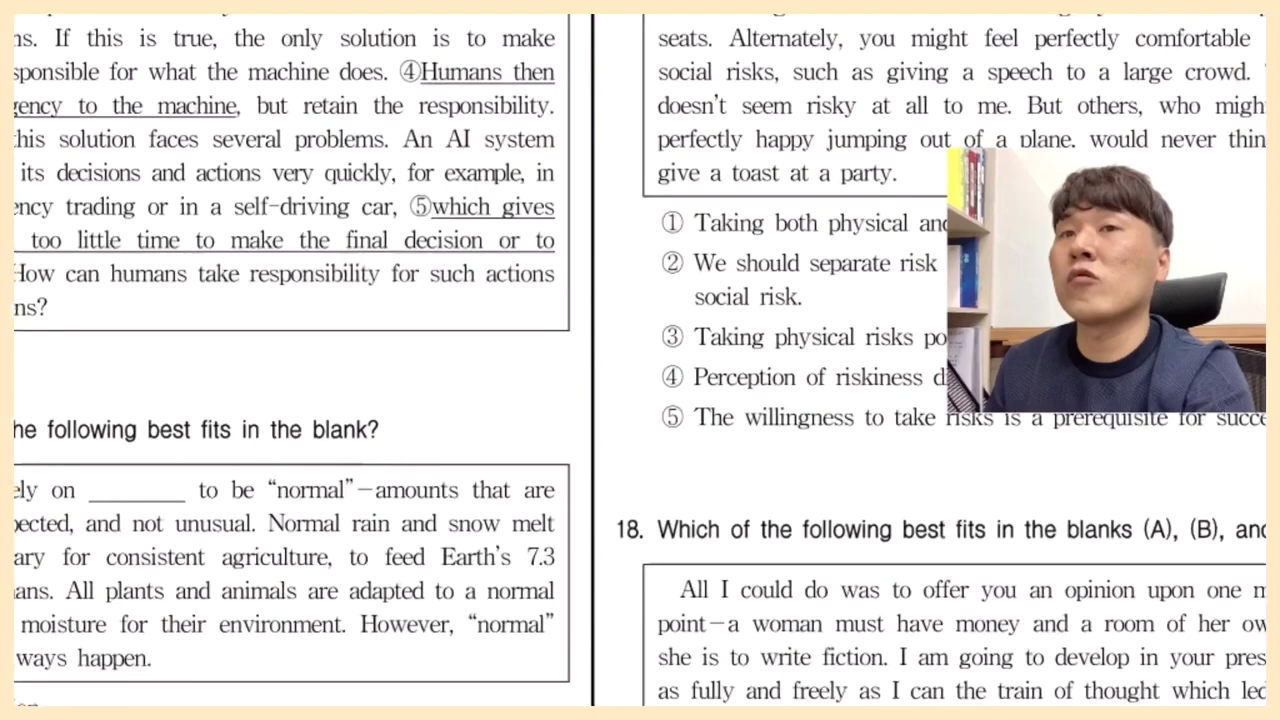 ns. If this is true, the only solution is to make
sponsible for what the machine does. ④Humans then
gency to the machine, but retain the responsibility.
this solution faces several problems. An AI system
its decisions and actions very quickly, for example, in
ency trading or in a self-driving car, ⑤which gives
too little time to make the final decision or to
How can humans take responsibility for such actions
ns?
he following best fits in the blank?
ely on ________ to be “normal”－amounts that are
pected, and not unusual. Normal rain and snow melt
ary for consistent agriculture, to feed Earth’s 7.3
ans. All plants and animals are adapted to a normal
moisture for their environment. However, “normal”
ways happen.
seats. Alternately, you might feel perfectly comfortable
social risks, such as giving a speech to a large crowd.
doesn’t seem risky at all to me. But others, who migh
perfectly happy jumping out of a plane, would never thin
give a toast at a party.
① Taking both physical and
② We should separate risk
social risk.
③ Taking physical risks po
④ Perception of riskiness d
⑤ The willingness to take risks is a prerequisite for succe
18. Which of the following best fits in the blanks (A), (B), and
All I could do was to offer you an opinion upon one m
point－a woman must have money and a room of her ow
she is to write fiction. I am going to develop in your pres
as fully and freely as I can the train of thought which led